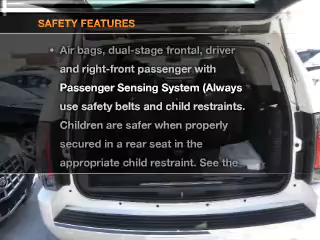 SAFETY FEATURES
• Air bags, dual-stage frontal, driver
and right-front passenger with
Passenger Sensing System (Always
use safety belts and child restraints.
Children are safer when properly
secured in a rear seat in the
appropriate child restraint. See the